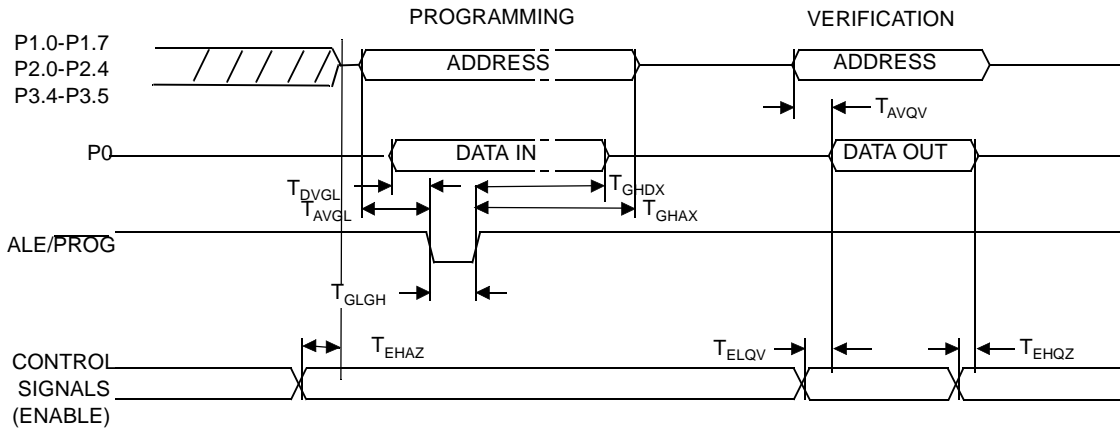 PROGRAMMING
VERIFICATION
P1.0-P1.7
P2.0-P2.4
P3.4-P3.5
ADDRESS
ADDRESS
TAVQV
P0
DATA IN
DATA OUT
TDVGL
TGHDX
TAVGL
TGHAX
ALE/PROG
TGLGH
TEHAZ
TELQV
TEHQZ
CONTROL
SIGNALS
(ENABLE)